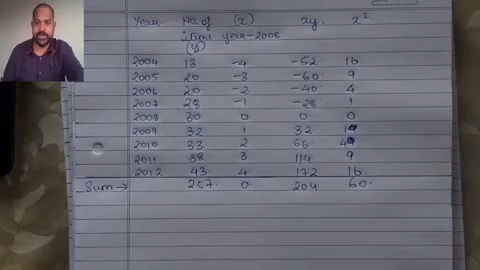 Year No. of (x) xy x²
year-2008
(y)
2004 13 -4 -52 16
2005 20 -3 -60 9
2006 20 -2 -40 4
2007 28 -1 -28 1
2008 30 0 0 0
2009 32 1 32 1
2010 33 2 66 4
2011 38 3 114 9
2012 43 4 172 16
Sum → 257 0 204 60